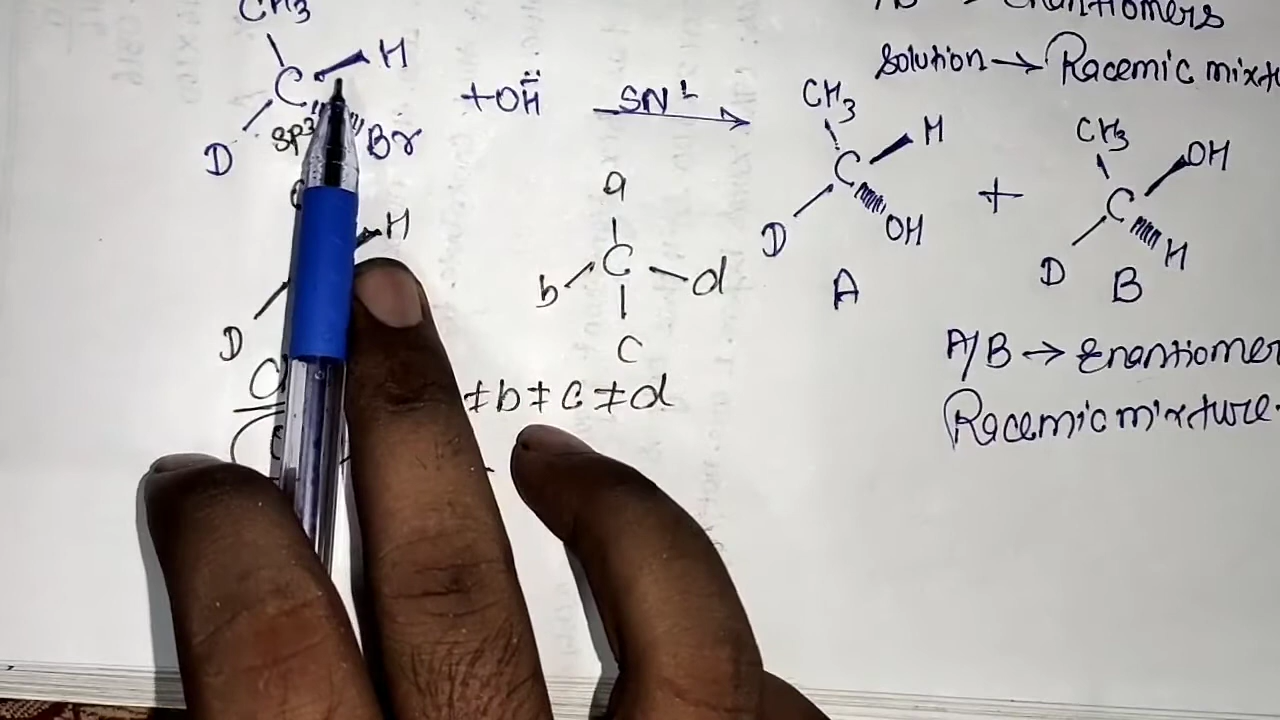 CH3
C H
D SP3 Br
+OH
SN1
H
D
a
b C d
c
≠b≠c≠d
Enantiomers
Solution → Racemic mixt
CH3
C H
D OH
A
+
CH3
C OH
D H
B
A/B → Enantiomer
Racemic mixture